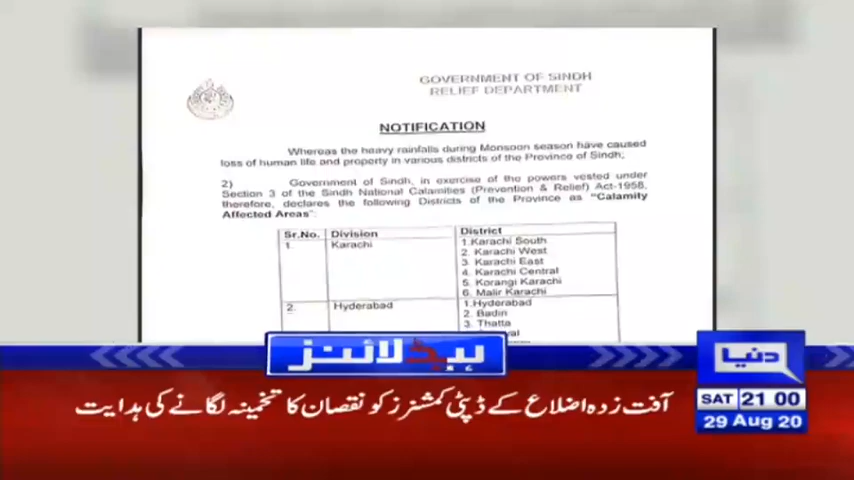 GOVERNMENT OF SINDH
RELIEF DEPARTMENT
NOTIFICATION
Whereas the heavy rainfalls during Monsoon season have caused
loss of human life and property in various districts of the Province of Sindh;
2) Government of Sindh, in exercise of the powers vested under
Section 3 of the Sindh National Calamities (Prevention & Relief) Act-1958,
therefore, declares the following Districts of the Province as "Calamity
Affected Areas":
Sr.No. Division District
1. Karachi 1.Karachi South
2. Karachi West
3. Karachi East
4. Karachi Central
5. Korangi Karachi
6. Malir Karachi
2. Hyderabad 1.Hyderabad
2. Badin
3. Thatta
ہیڈلائنز
دنیا
آفت زدہ اضلاع کے ڈپٹی کمشنرز کو نقصان کا تخمینہ لگانے کی ہدایت
SAT 21 00
29 Aug 20